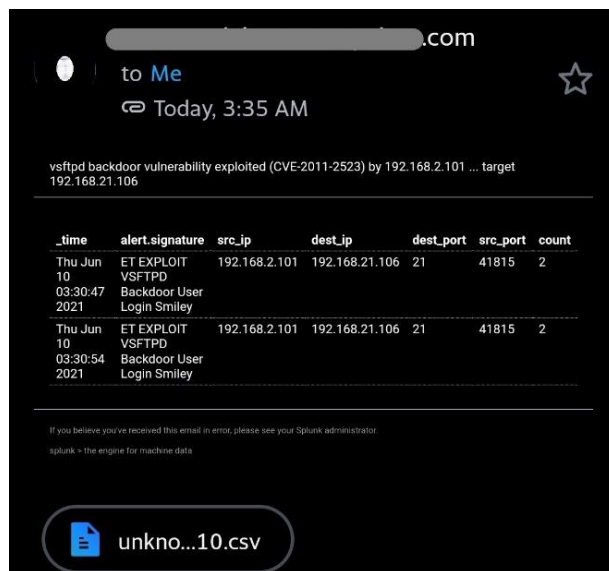 .com
to Me
Today, 3:35 AM
vsftpd backdoor vulnerability exploited (CVE-2011-2523) by 192.168.2.101 ... target
192.168.21.106
_time alert.signature src_ip dest_ip dest_port src_port count
Thu Jun ET EXPLOIT 192.168.2.101 192.168.21.106 21 41815 2
10 VSFTPD
03:30:47 Backdoor User
2021 Login Smiley
Thu Jun ET EXPLOIT 192.168.2.101 192.168.21.106 21 41815 2
10 VSFTPD
03:30:54 Backdoor User
2021 Login Smiley
If you believe you've received this email in error, please see your Splunk administrator.
splunk > the engine for machine data
unkno...10.csv